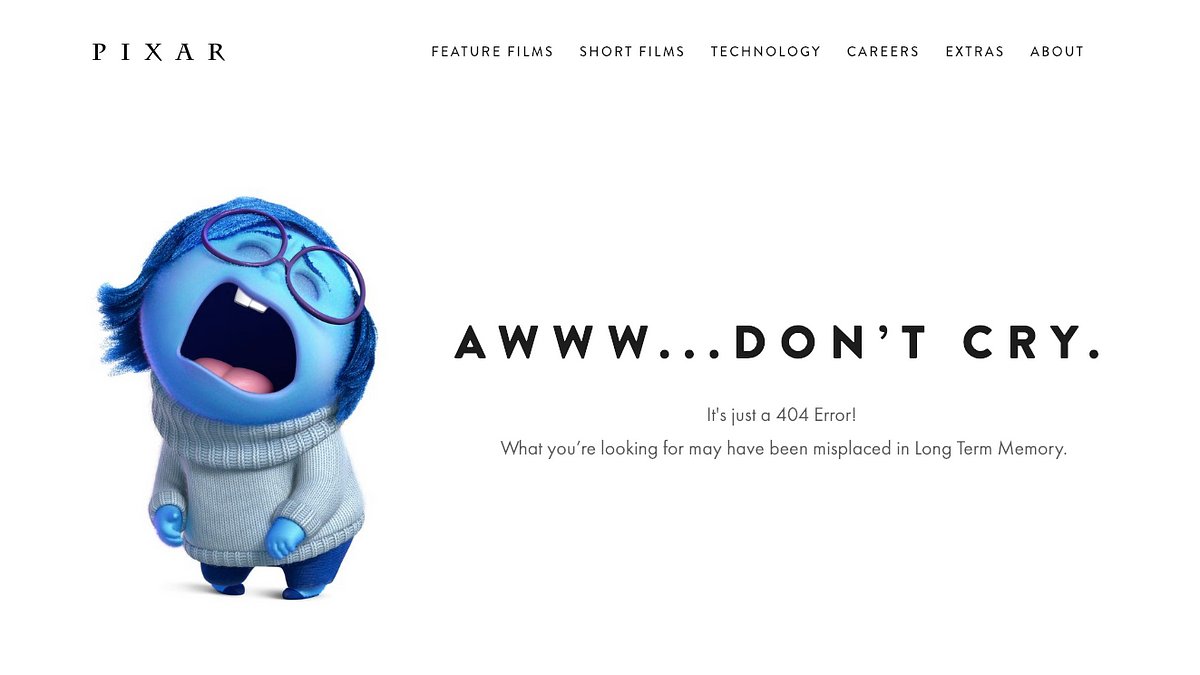 PIXAR
FEATURE FILMS SHORT FILMS TECHNOLOGY CAREERS EXTRAS ABOUT
AWWW...DON’T CRY.
It's just a 404 Error!
What you’re looking for may have been misplaced in Long Term Memory.